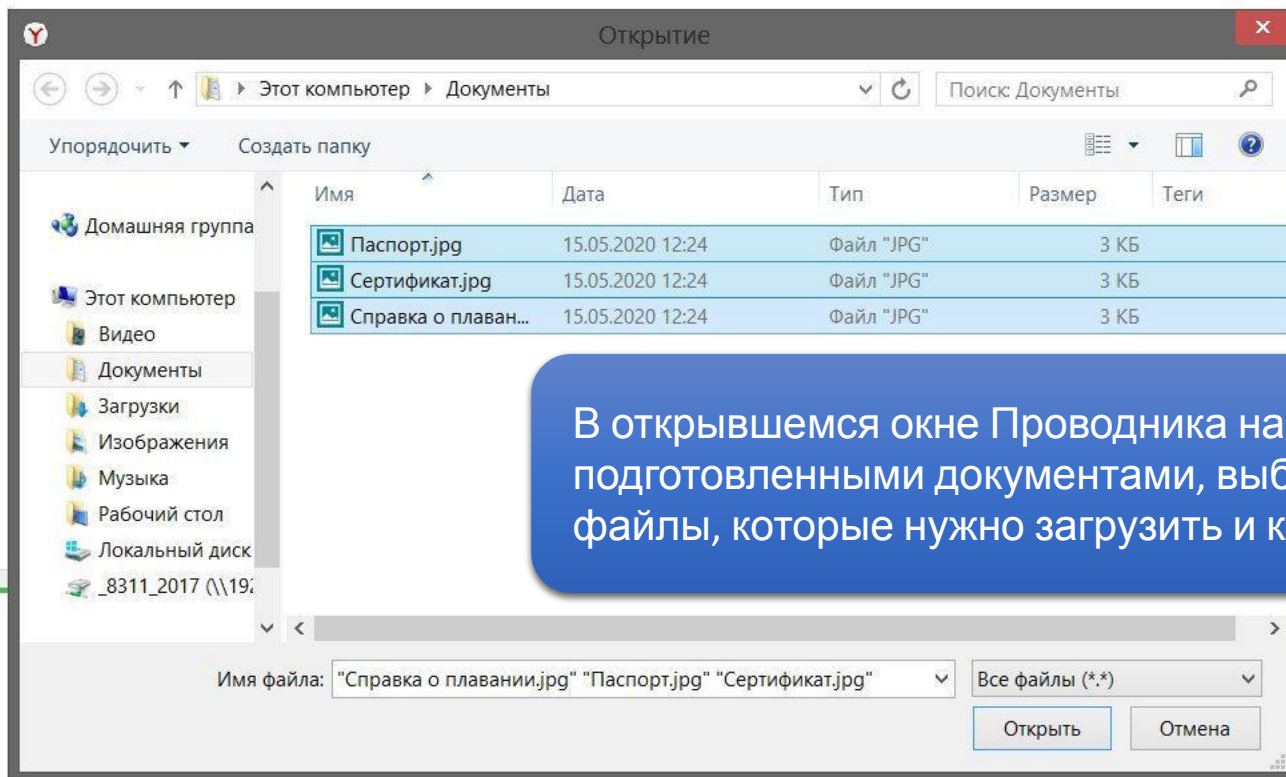 Открытие
Этот компьютер Документы
Поиск: Документы
Упорядочить Создать папку
Имя Дата Тип Размер Теги
Домашняя группа
Этот компьютер
Видео
Документы
Загрузки
Изображения
Музыка
Рабочий стол
Локальный диск
_8311_2017 (\\192
Паспорт.jpg 15.05.2020 12:24 Файл "JPG" 3 КБ
Сертификат.jpg 15.05.2020 12:24 Файл "JPG" 3 КБ
Справка о плаван... 15.05.2020 12:24 Файл "JPG" 3 КБ
В открывшемся окне Проводника на
подготовленными документами, выб
файлы, которые нужно загрузить и к
Имя файла: "Справка о плавании.jpg" "Паспорт.jpg" "Сертификат.jpg" Все файлы (*.*)
Открыть Отмена